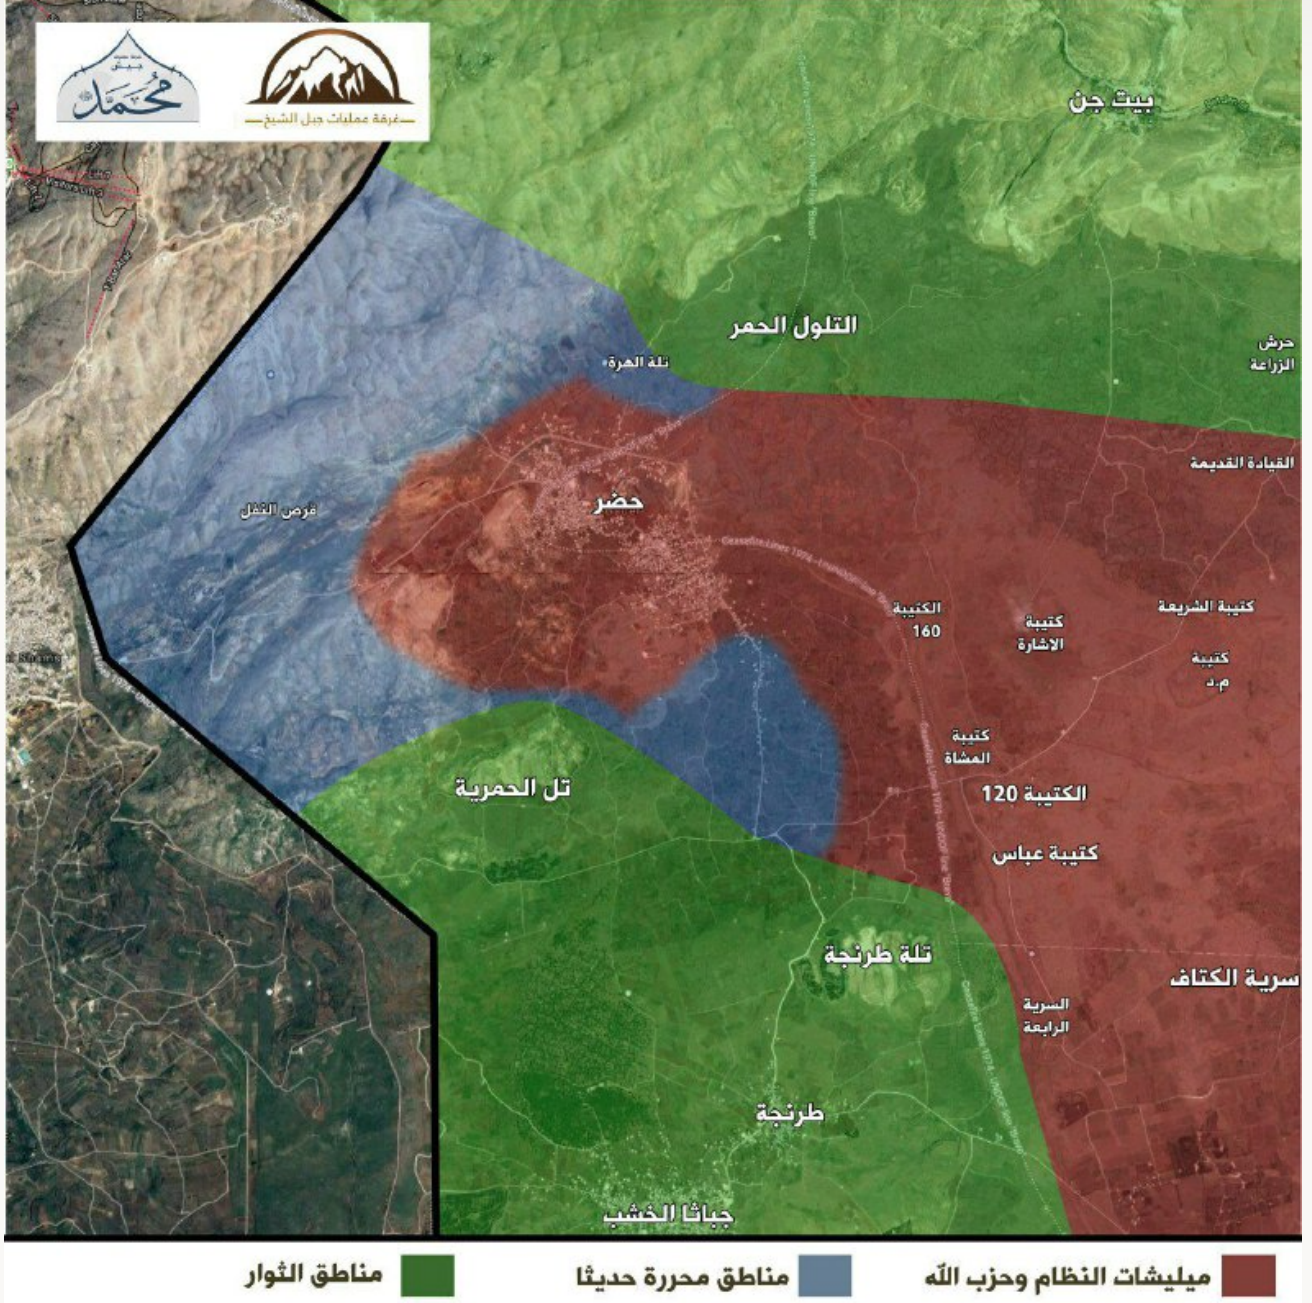 جيش
محمد
غرفة عمليات جبل الشيخ
بيت جن
التلول الحمر
حرش
الزراعة
تلة الهرة
القيادة القديمة
حضر
قرص النفل
الكتيبة
160
كتيبة
الاشارة
كتيبة الشريعة
كتيبة
م.د
كتيبة
المشاة
تل الحمرية
الكتيبة 120
كتيبة عباس
تلة طرنجة
سرية الكتاف
السرية
الرابعة
طرنجة
جباثا الخشب
ميليشات النظام وحزب الله
مناطق محررة حديثا
مناطق الثوار